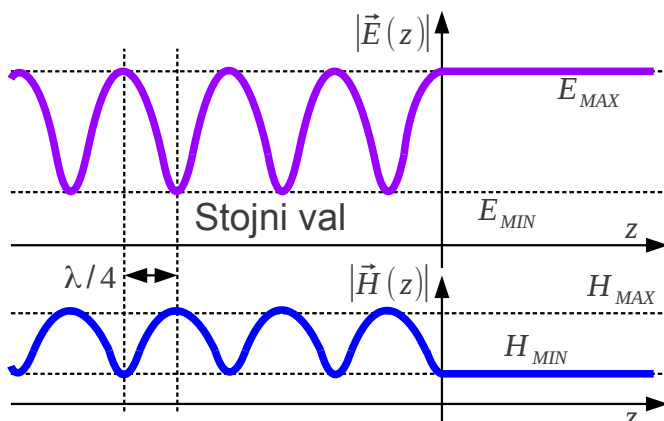 |E⃗(z)|
E_MAX
Stojni val
E_MIN
z
λ/4
|H⃗(z)|
H_MAX
H_MIN
z